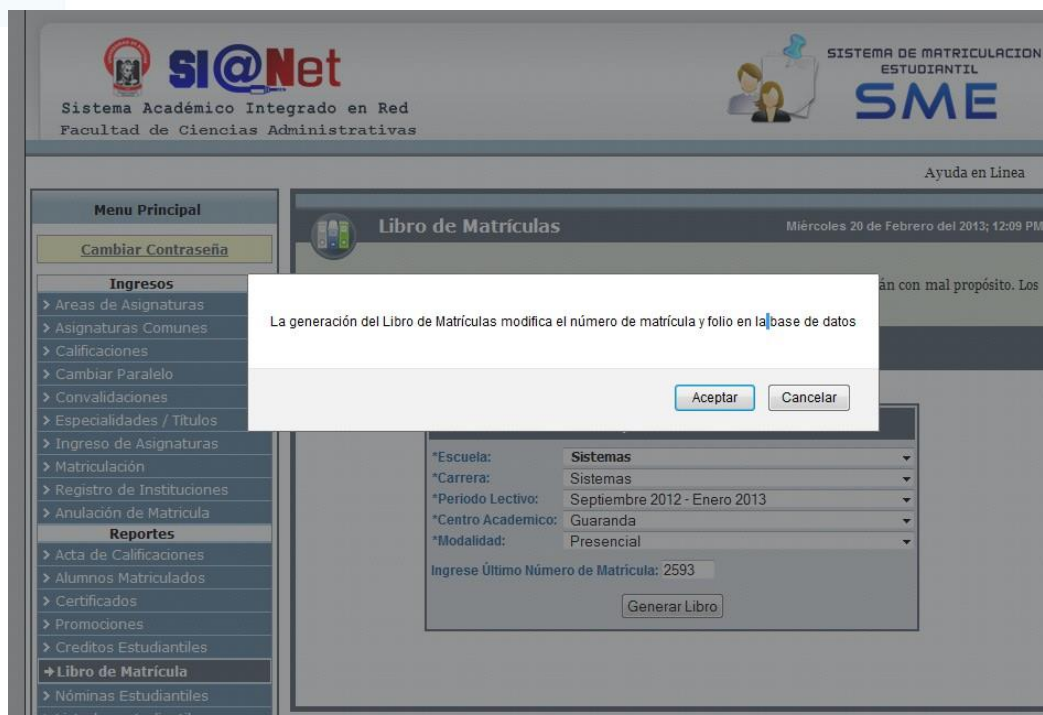 SI@Net
Sistema Académico Integrado en Red
Facultad de Ciencias Administrativas
SISTEMA DE MATRICULACION
ESTUDIANTIL
SME
Ayuda en Linea
Menu Principal
Cambiar Contraseña
Ingresos
Areas de Asignaturas
Asignaturas Comunes
Calificaciones
Cambiar Paralelo
Convalidaciones
Especialidades / Títulos
Ingreso de Asignaturas
Matriculación
Registro de Instituciones
Anulación de Matricula
Reportes
Acta de Calificaciones
Alumnos Matriculados
Certificados
Promociones
Creditos Estudiantiles
Libro de Matrícula
Nóminas Estudiantiles
Libro de Matrículas
Miércoles 20 de Febrero del 2013; 12:09 PM
án con mal propósito. Los
La generación del Libro de Matrículas modifica el número de matrícula y folio en la base de datos
Aceptar
Cancelar
*Escuela: Sistemas
*Carrera: Sistemas
*Periodo Lectivo: Septiembre 2012 - Enero 2013
*Centro Academico: Guaranda
*Modalidad: Presencial
Ingrese Último Número de Matricula: 2593
Generar Libro